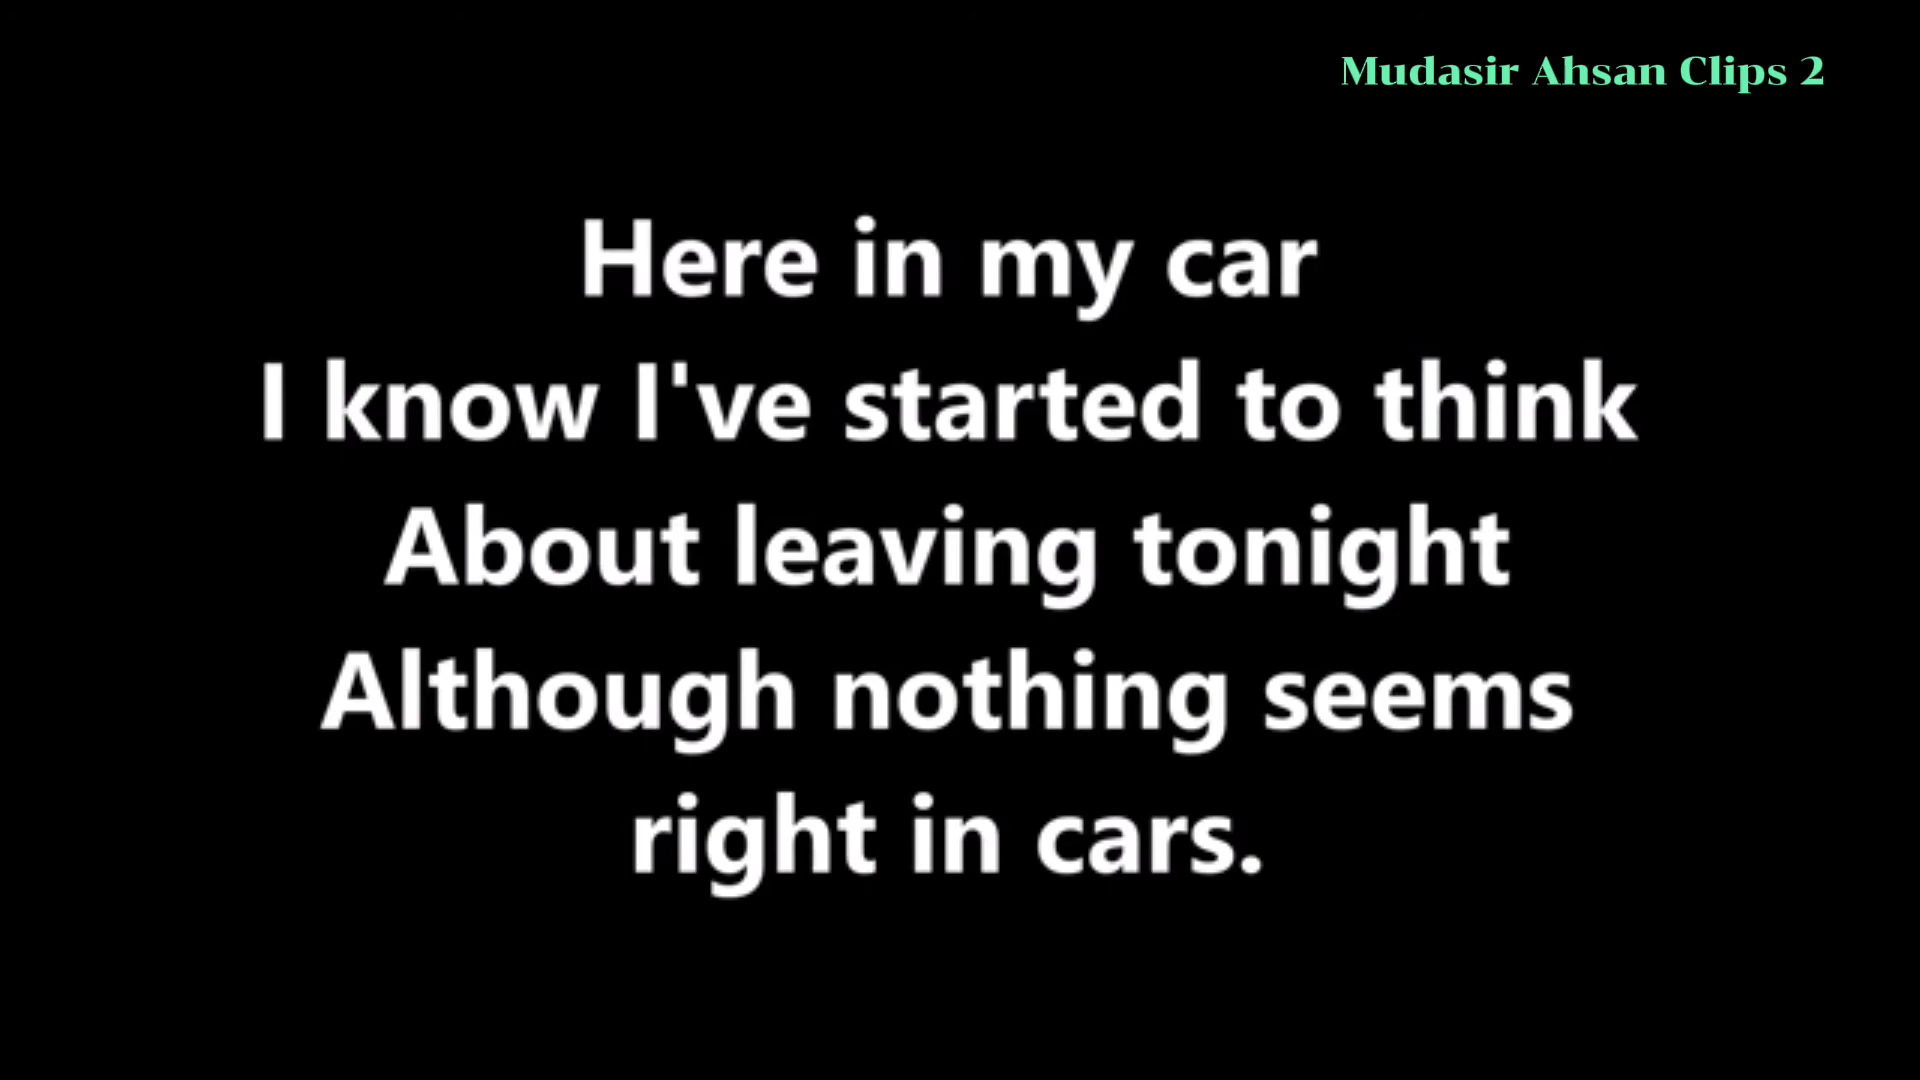 Mudasir Ahsan Clips 2
Here in my car
I know I've started to think
About leaving tonight
Although nothing seems
right in cars.